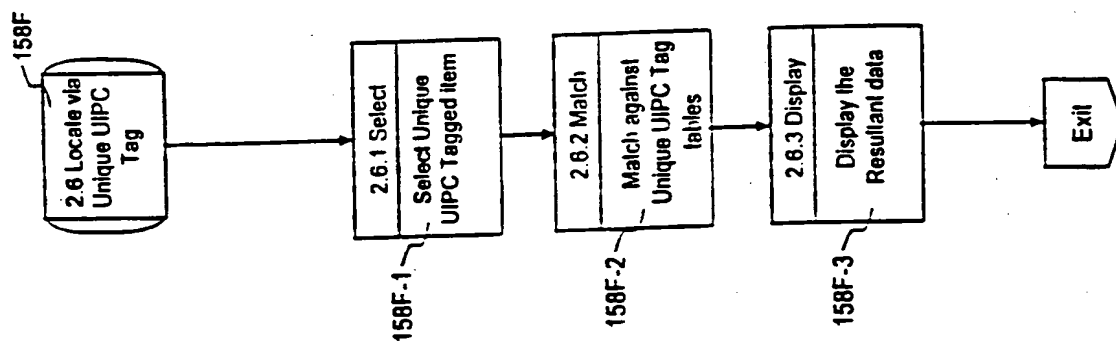 158F
2.6 Locale via
Unique UIPC
Tag
2.6.1 Select
Select Unique
UIPC Tagged item
158F-1
2.6.2 Match
Match against
Unique UIPC Tag
tables
158F-2
2.6.3 Display
Display the
Resultant data
158F-3
Exit